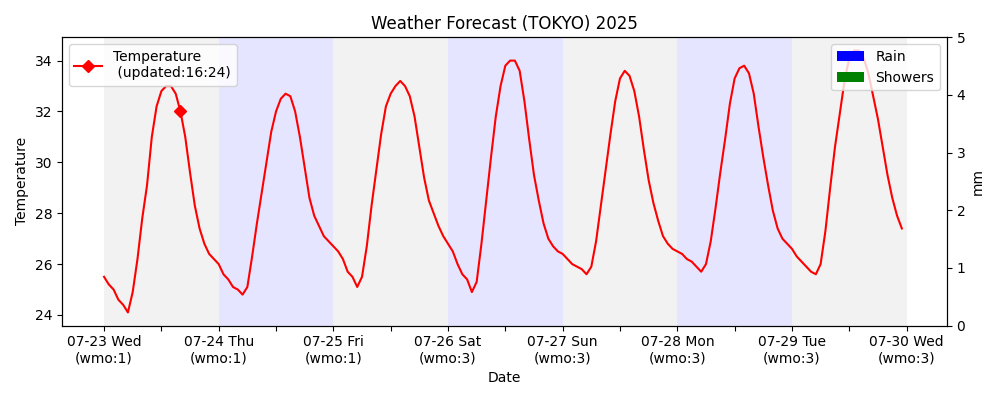 Weather Forecast (TOKYO) 2025
Temperature
(updated:16:24)
Rain
Showers
Temperature
34
32
30
28
26
24
5
4
3
2
1
0
mm
07-23 Wed
(wmo:1)
07-24 Thu
(wmo:1)
07-25 Fri
(wmo:1)
07-26 Sat
(wmo:3)
07-27 Sun
(wmo:3)
07-28 Mon
(wmo:3)
07-29 Tue
(wmo:3)
07-30 Wed
(wmo:3)
Date